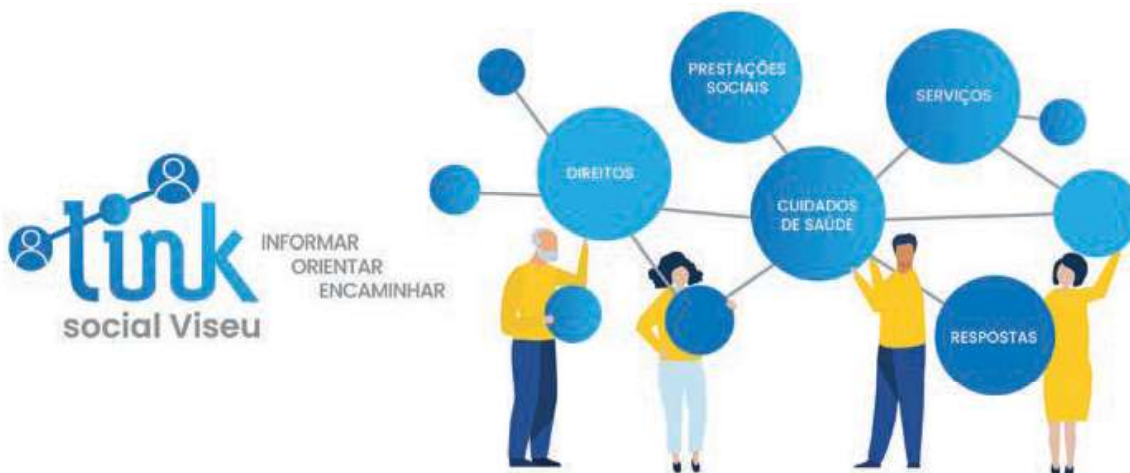 link
social Viseu
INFORMAR
ORIENTAR
ENCAMINHAR
DIREITOS
PRESTAÇÕES
SOCIAIS
SERVIÇOS
CUIDADOS
DE SAÚDE
RESPOSTAS